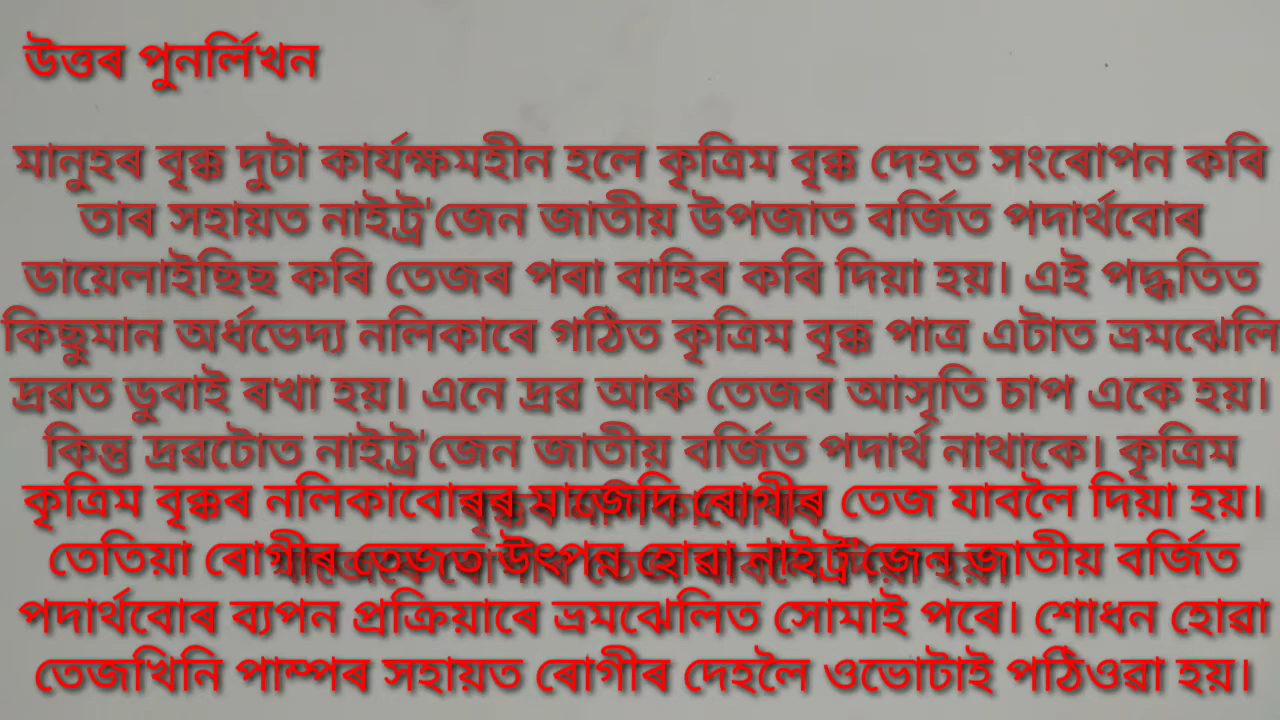 উত্তৰ পুনৰ্লিখন
মানুহৰ বৃক্ক দুটা কাৰ্যক্ষমহীন হলে কৃত্ৰিম বৃক্ক দেহত সংৰোপন কৰি
তাৰ সহায়ত নাইট্ৰ'জেন জাতীয় উপজাত বৰ্জিত পদাৰ্থবোৰ
ডায়েলাইছিছ কৰি তেজৰ পৰা বাহিৰ কৰি দিয়া হয়। এই পদ্ধতিত
কিছুমান অৰ্ধভেদ্য নলিকাৰে গঠিত কৃত্ৰিম বৃক্ক পাত্ৰ এটাত ভ্ৰমঝেলি
দ্ৰৱত ডুবাই ৰখা হয়। এনে দ্ৰৱ আৰু তেজৰ আসৃতি চাপ একে হয়।
কিন্তু দ্ৰৱটোত নাইট্ৰ'জেন জাতীয় বৰ্জিত পদাৰ্থ নাথাকে। কৃত্ৰিম
কৃত্ৰিম বৃক্কৰ নলিকাবোৰৰ মাজেদি ৰোগীৰ তেজ যাবলৈ দিয়া হয়।
তেতিয়া ৰোগীৰ তেজত উৎপন্ন হোৱা নাইট্ৰ'জেন জাতীয় বৰ্জিত
পদাৰ্থবোৰ ব্যপন প্ৰক্ৰিয়াৰে ভ্ৰমঝেলিত সোমাই পৰে। শোধন হোৱা
তেজখিনি পাম্পৰ সহায়ত ৰোগীৰ দেহলৈ ওভোটাই পঠিওৱা হয়।